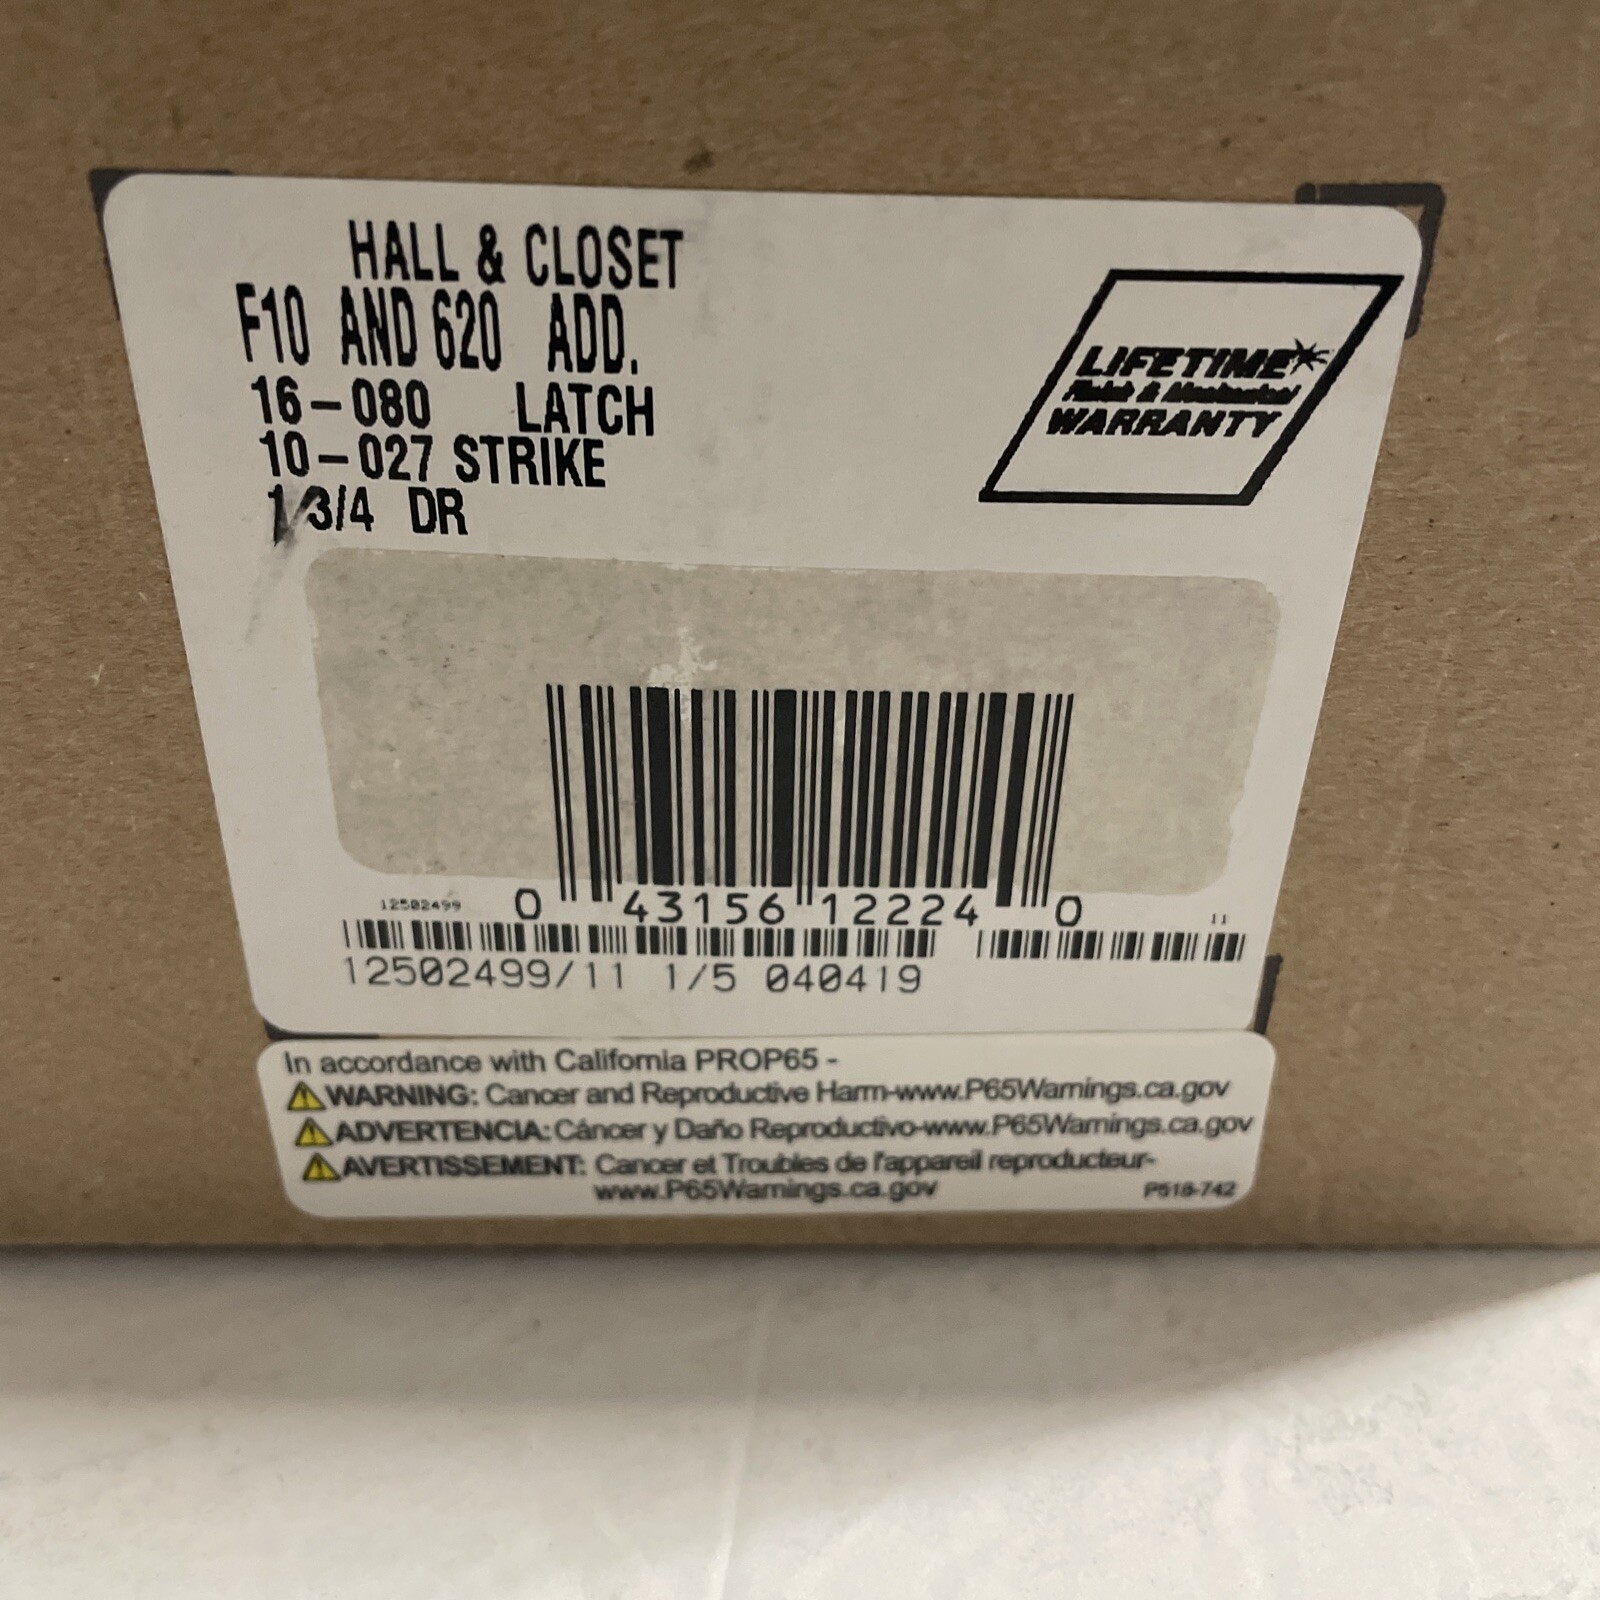 HALL & CLOSET
F10 AND 620 ADD.
16-080 LATCH
10-027 STRIKE
1 3/4 DR
LIFETIME
Finish & Mechanical
WARRANTY
12502499
0 43156 12224 0
11
12502499/11 1/5 040419
In accordance with California PROP65 -
WARNING: Cancer and Reproductive Harm-www.P65Warnings.ca.gov
ADVERTENCIA: Cáncer y Daño Reproductivo-www.P65Warnings.ca.gov
AVERTISSEMENT: Cancer et Troubles de l'appareil reproducteur-
www.P65Warnings.ca.gov
P518-742